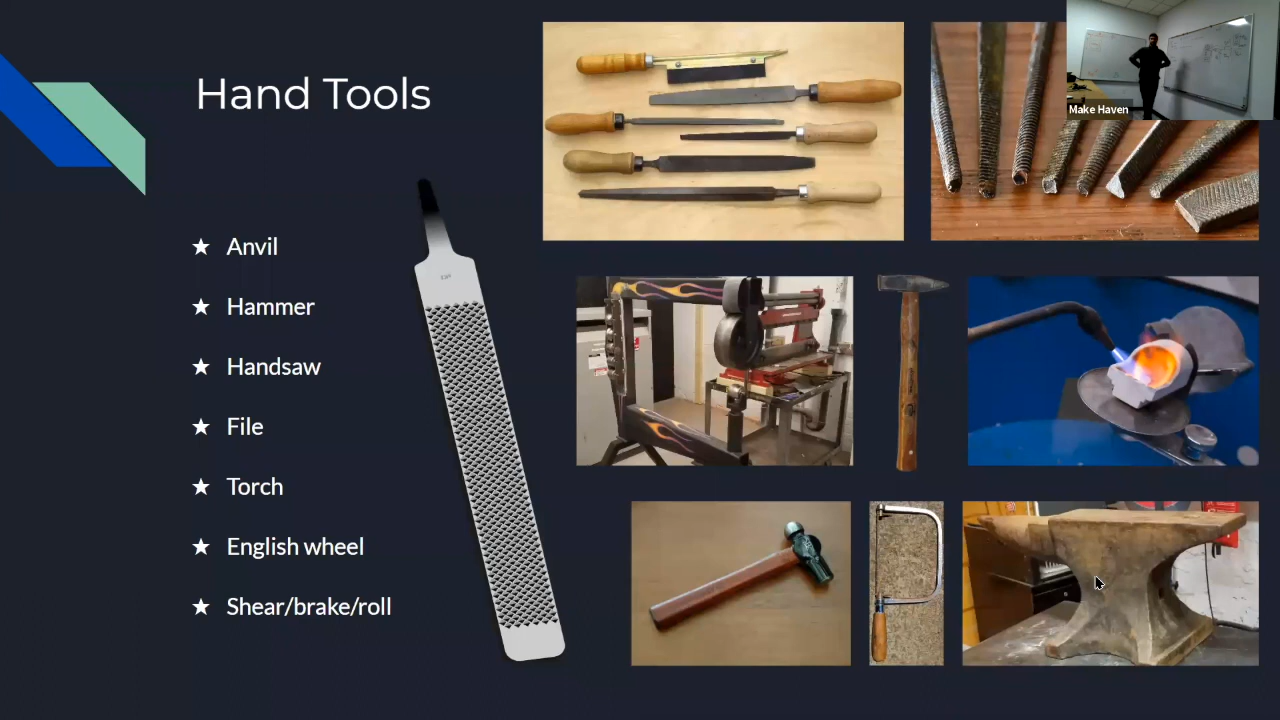 Hand Tools
Make Haven
★ Anvil
★ Hammer
★ Handsaw
★ File
★ Torch
★ English wheel
★ Shear/brake/roll